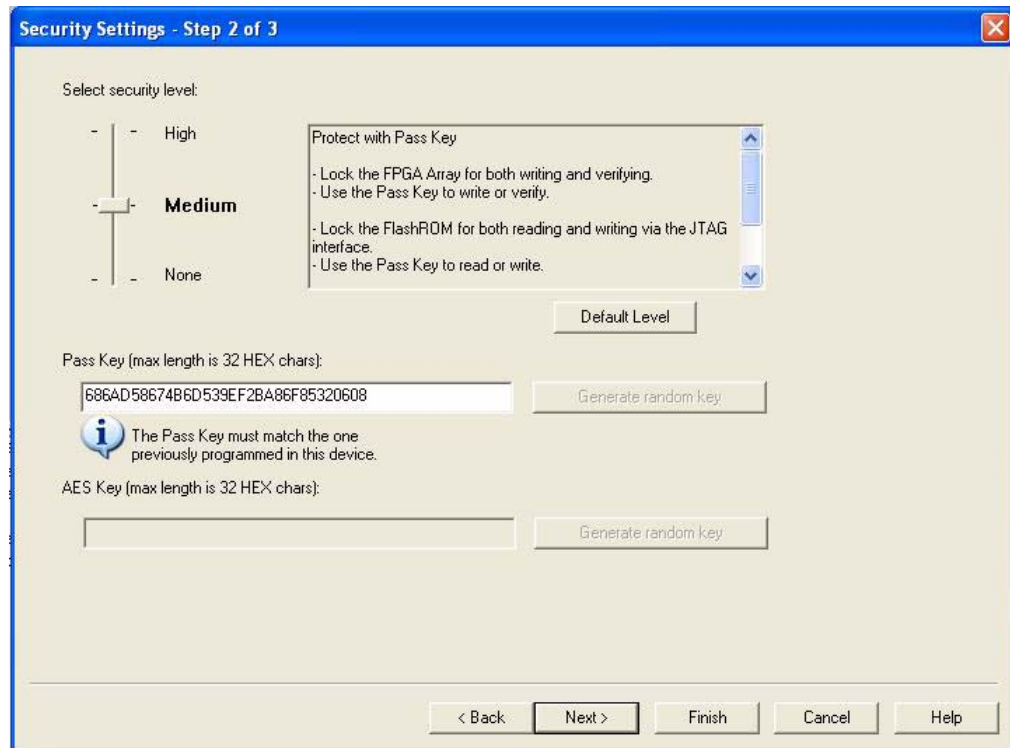 Security Settings - Step 2 of 3
Select security level:
High
Medium
None
Protect with Pass Key
- Lock the FPGA Array for both writing and verifying.
- Use the Pass Key to write or verify.
- Lock the FlashROM for both reading and writing via the JTAG
interface.
- Use the Pass Key to read or write.
Default Level
Pass Key (max length is 32 HEX chars):
686AD58674B6D539EF2BA86F85320608
Generate random key
The Pass Key must match the one
previously programmed in this device.
AES Key (max length is 32 HEX chars):
Generate random key
< Back
Next >
Finish
Cancel
Help